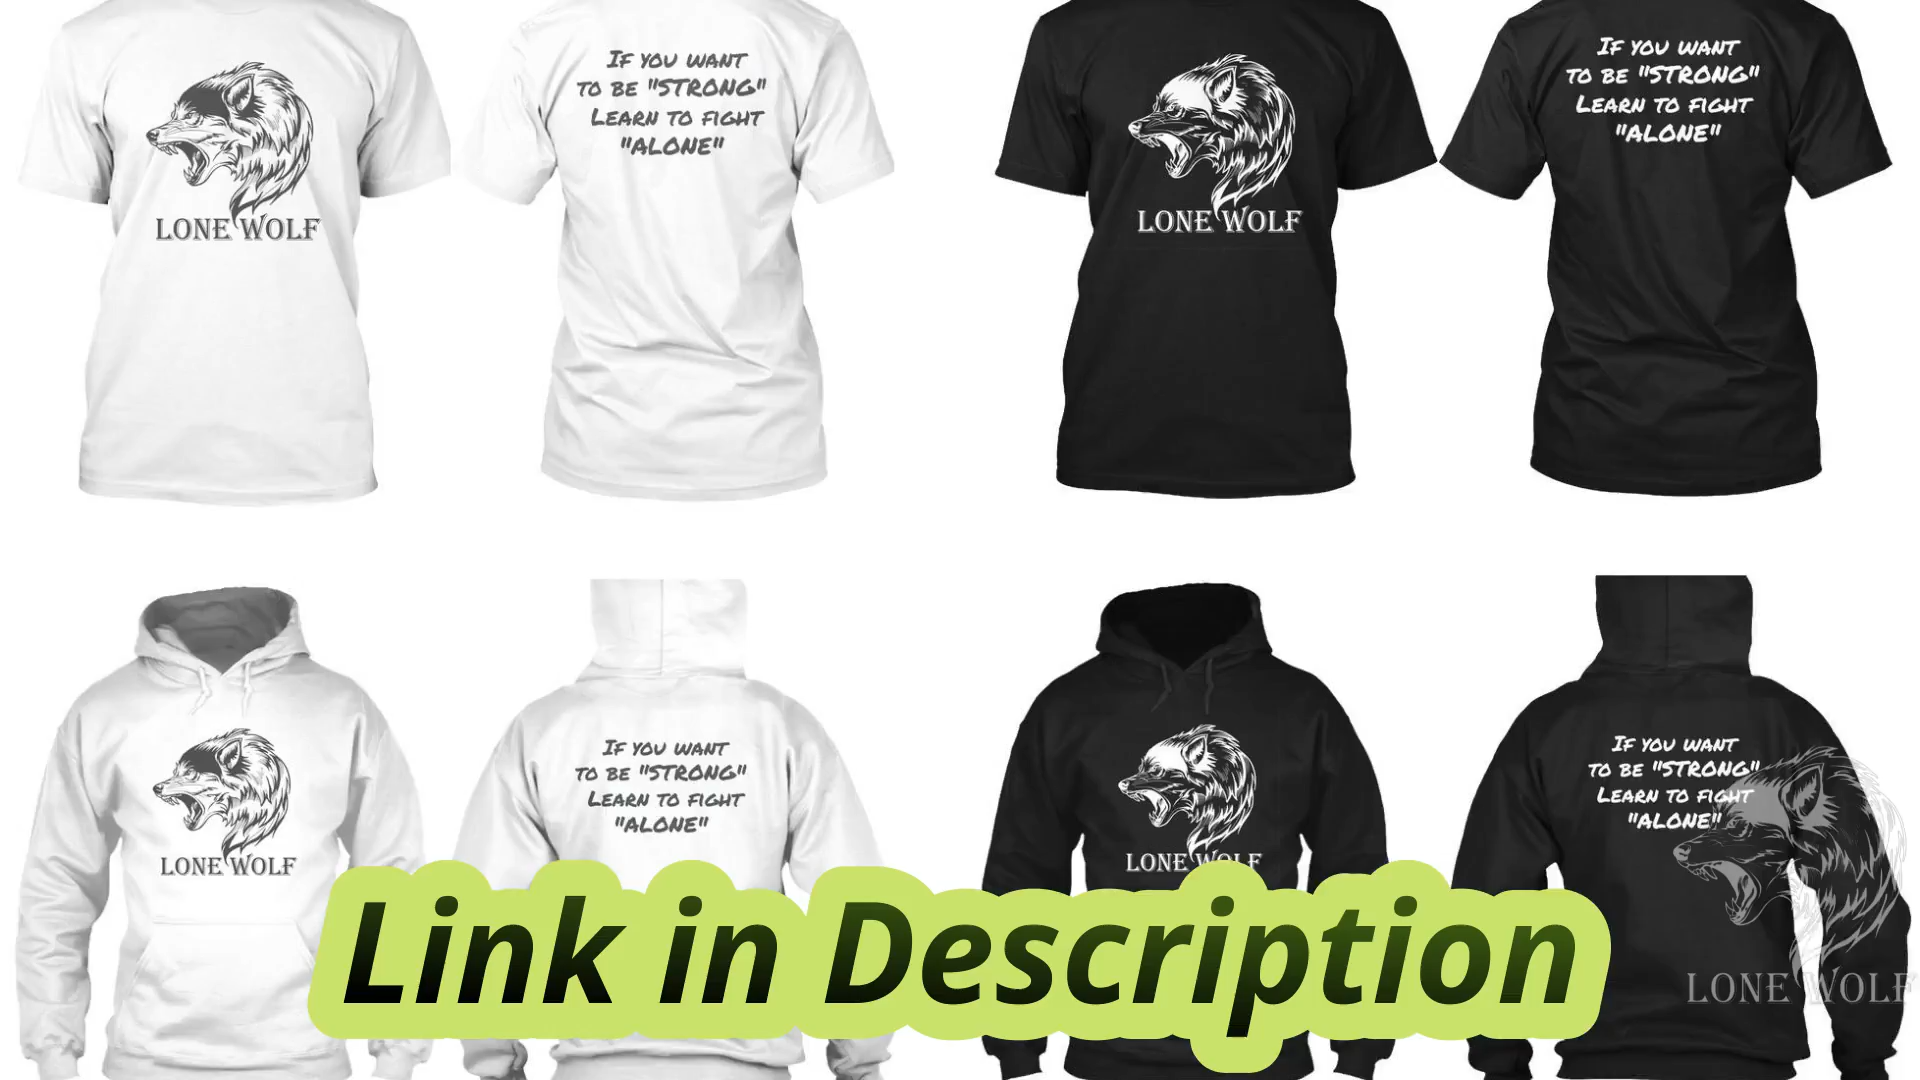 LONE WOLF
If you want
to be "STRONG"
Learn to fight
"ALONE"
LONE WOLF
If you want
to be "STRONG"
Learn to fight
"ALONE"
LONE WOLF
If you want
to be "STRONG"
Learn to fight
"ALONE"
LONE WOLF
If you want
to be "STRONG"
Learn to fight
"ALONE"
Link in Description
LONE WOLF